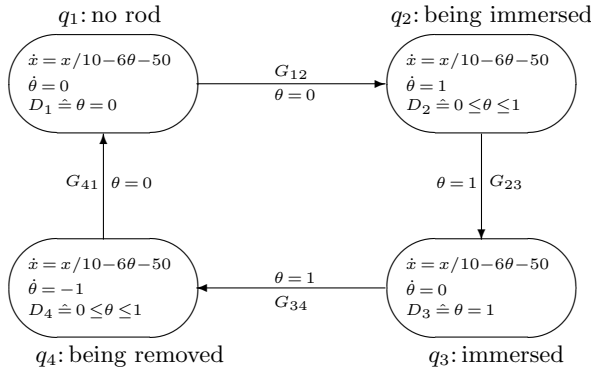 q₁: no rod
q₂: being immersed
ẋ = x/10−6θ−50
θ̇ = 0
D₁ ≙ θ = 0
G₁₂
θ = 0
ẋ = x/10−6θ−50
θ̇ = 1
D₂ ≙ 0 ≤ θ ≤ 1
G₄₁ θ = 0
θ = 1 G₂₃
ẋ = x/10−6θ−50
θ̇ = −1
D₄ ≙ 0 ≤ θ ≤ 1
θ = 1
G₃₄
ẋ = x/10−6θ−50
θ̇ = 0
D₃ ≙ θ = 1
q₄: being removed
q₃: immersed